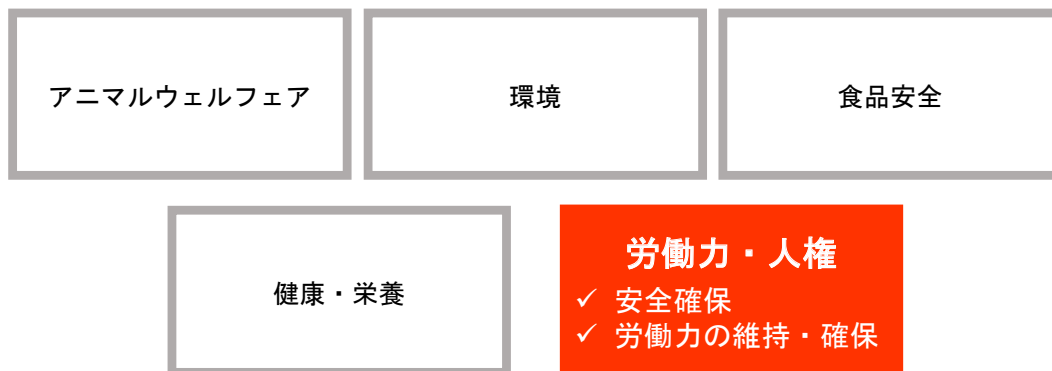 アニマルウェルフェア
環境
食品安全
健康・栄養
労働力・人権
✓ 安全確保
✓ 労働力の維持・確保